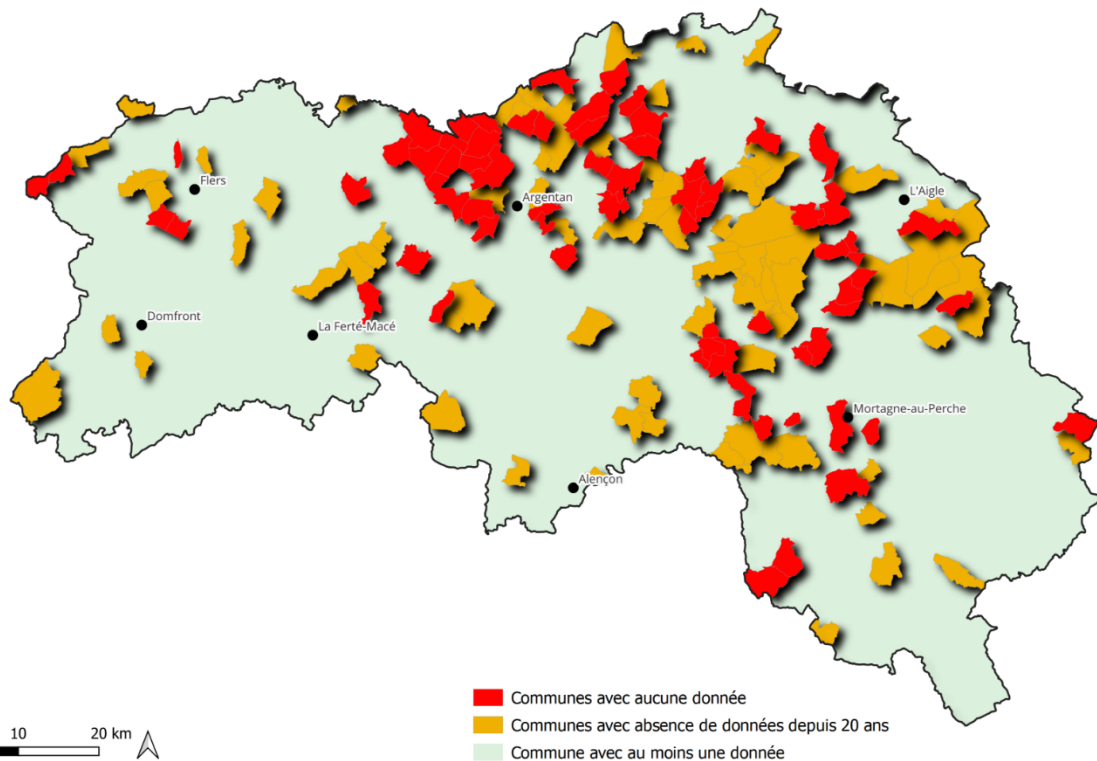 Flers
Argentan
L'Aigle
Domfront
La Ferté-Macé
Mortagne-au-Perche
Alençon
Communes avec aucune donnée
Communes avec absence de données depuis 20 ans
Commune avec au moins une donnée
10 20 km